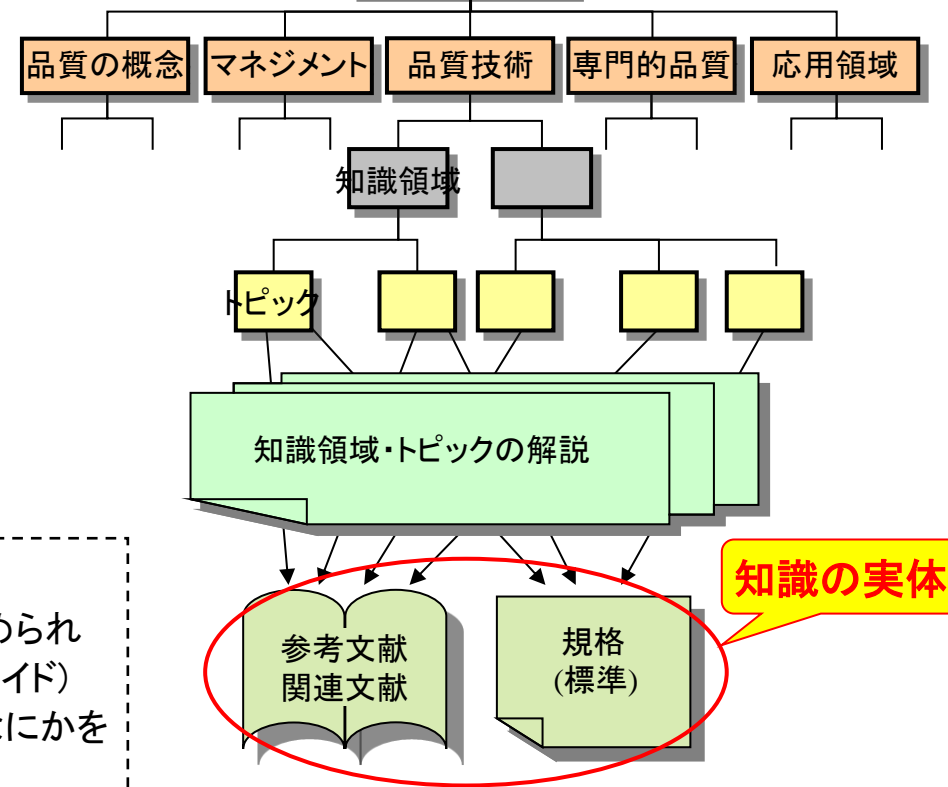 品質の概念
マネジメント
品質技術
専門的品質
応用領域
知識領域
トピック
知識領域・トピックの解説
知識の実体
められ
イド)
なにかを
参考文献
関連文献
規格
(標準)